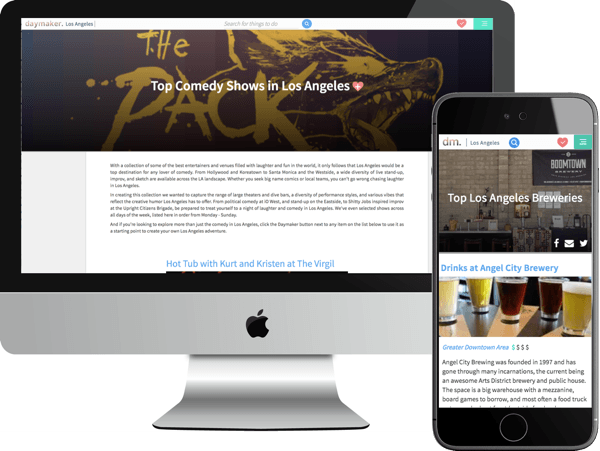 daymaker. | Los Angeles
Search for things to do
THE
PACK
Top Comedy Shows in Los Angeles
With a collection of some of the best entertainers and venues filled with laughter and fun in the world, it only follows that Los Angeles would be a
top destination for any lover of comedy. From Hollywood and Koreatown to Santa Monica and the Westside, a wide diversity of live stand up,
improv, and sketch are available across the LA landscape. Whether you seek big name comics or local teams, you can't go wrong chasing laughter
in Los Angeles.
In creating this collection we wanted to capture the range of large theaters and dive bars, a diversity of performance styles, and various vibes that
reflect the creative humor Los Angeles has to offer. From political comedy at IO West, and stand up on the Eastside, to Shitty Jobs inspired improv
at the Upright Citizens Brigade, be prepared to treat yourself to a night of laughter and comedy in Los Angeles. We've even selected shows across
all days of the week, listed here in order from Monday - Sunday.
And if you're looking to explore more than just the comedy in Los Angeles, click the Daymaker button next to any item on the list below to use it as
a starting point to create your own Los Angeles adventure.
Hot Tub with Kurt and Kristen at The Virgil
dm. | Los Angeles
BOOMTOWN
Top Los Angeles Breweries
Drinks at Angel City Brewery
Greater Downtown Area $ $ $ $
Angel City Brewing was founded in 1997 and has
gone through many incarnations, the current being
an awesome Arts District brewery and public house.
The space is a big warehouse with a mezzanine,
board games to borrow, and most often a food truck